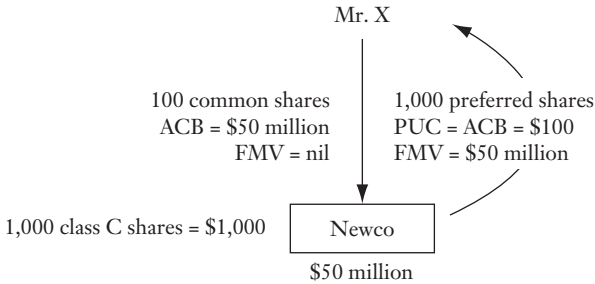 Mr. X
100 common shares
ACB = $50 million
FMV = nil
1,000 preferred shares
PUC = ACB = $100
FMV = $50 million
1,000 class C shares = $1,000
Newco
$50 million